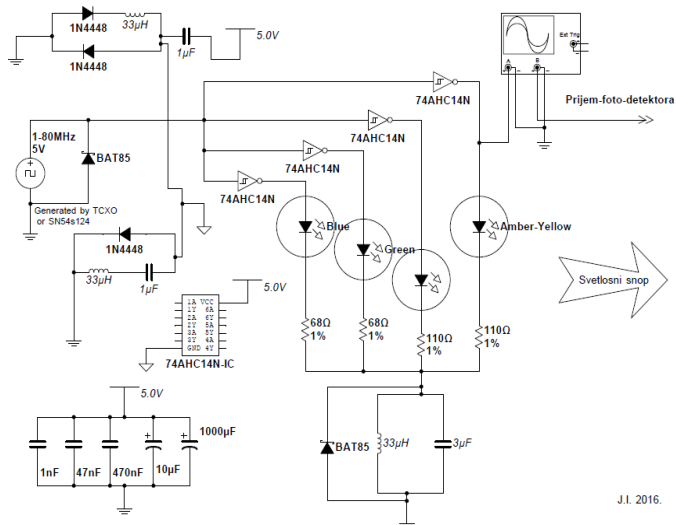 1N4448
33µH
1µF
5.0V
1N4448
Ext Trig
A
B
74AHC14N
Prijem-foto-detektora
74AHC14N
1-80MHz
5V
BAT85
74AHC14N
74AHC14N
Generated by TCXO
or SN54s124
Blue
Green
Amber-Yellow
1N4448
33µH
1µF
5.0V
Svetlosni snop
1A VCC
1Y 6A
2A 6Y
2Y 5A
3A 5Y
3Y 4A
GND 4Y
74AHC14N-IC
68Ω
1%
68Ω
1%
110Ω
1%
110Ω
1%
5.0V
1nF
47nF
470nF
10µF
1000µF
BAT85
33µH
3µF
J.I. 2016.